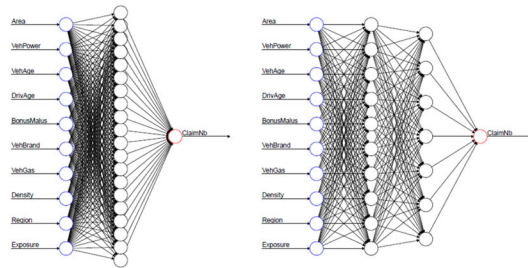 Area
VehPower
VehAge
DrivAge
BonusMalus
VehBrand
VehGas
Density
Region
Exposure
ClaimNb
Area
VehPower
VehAge
DrivAge
BonusMalus
VehBrand
VehGas
Density
Region
Exposure
ClaimNb